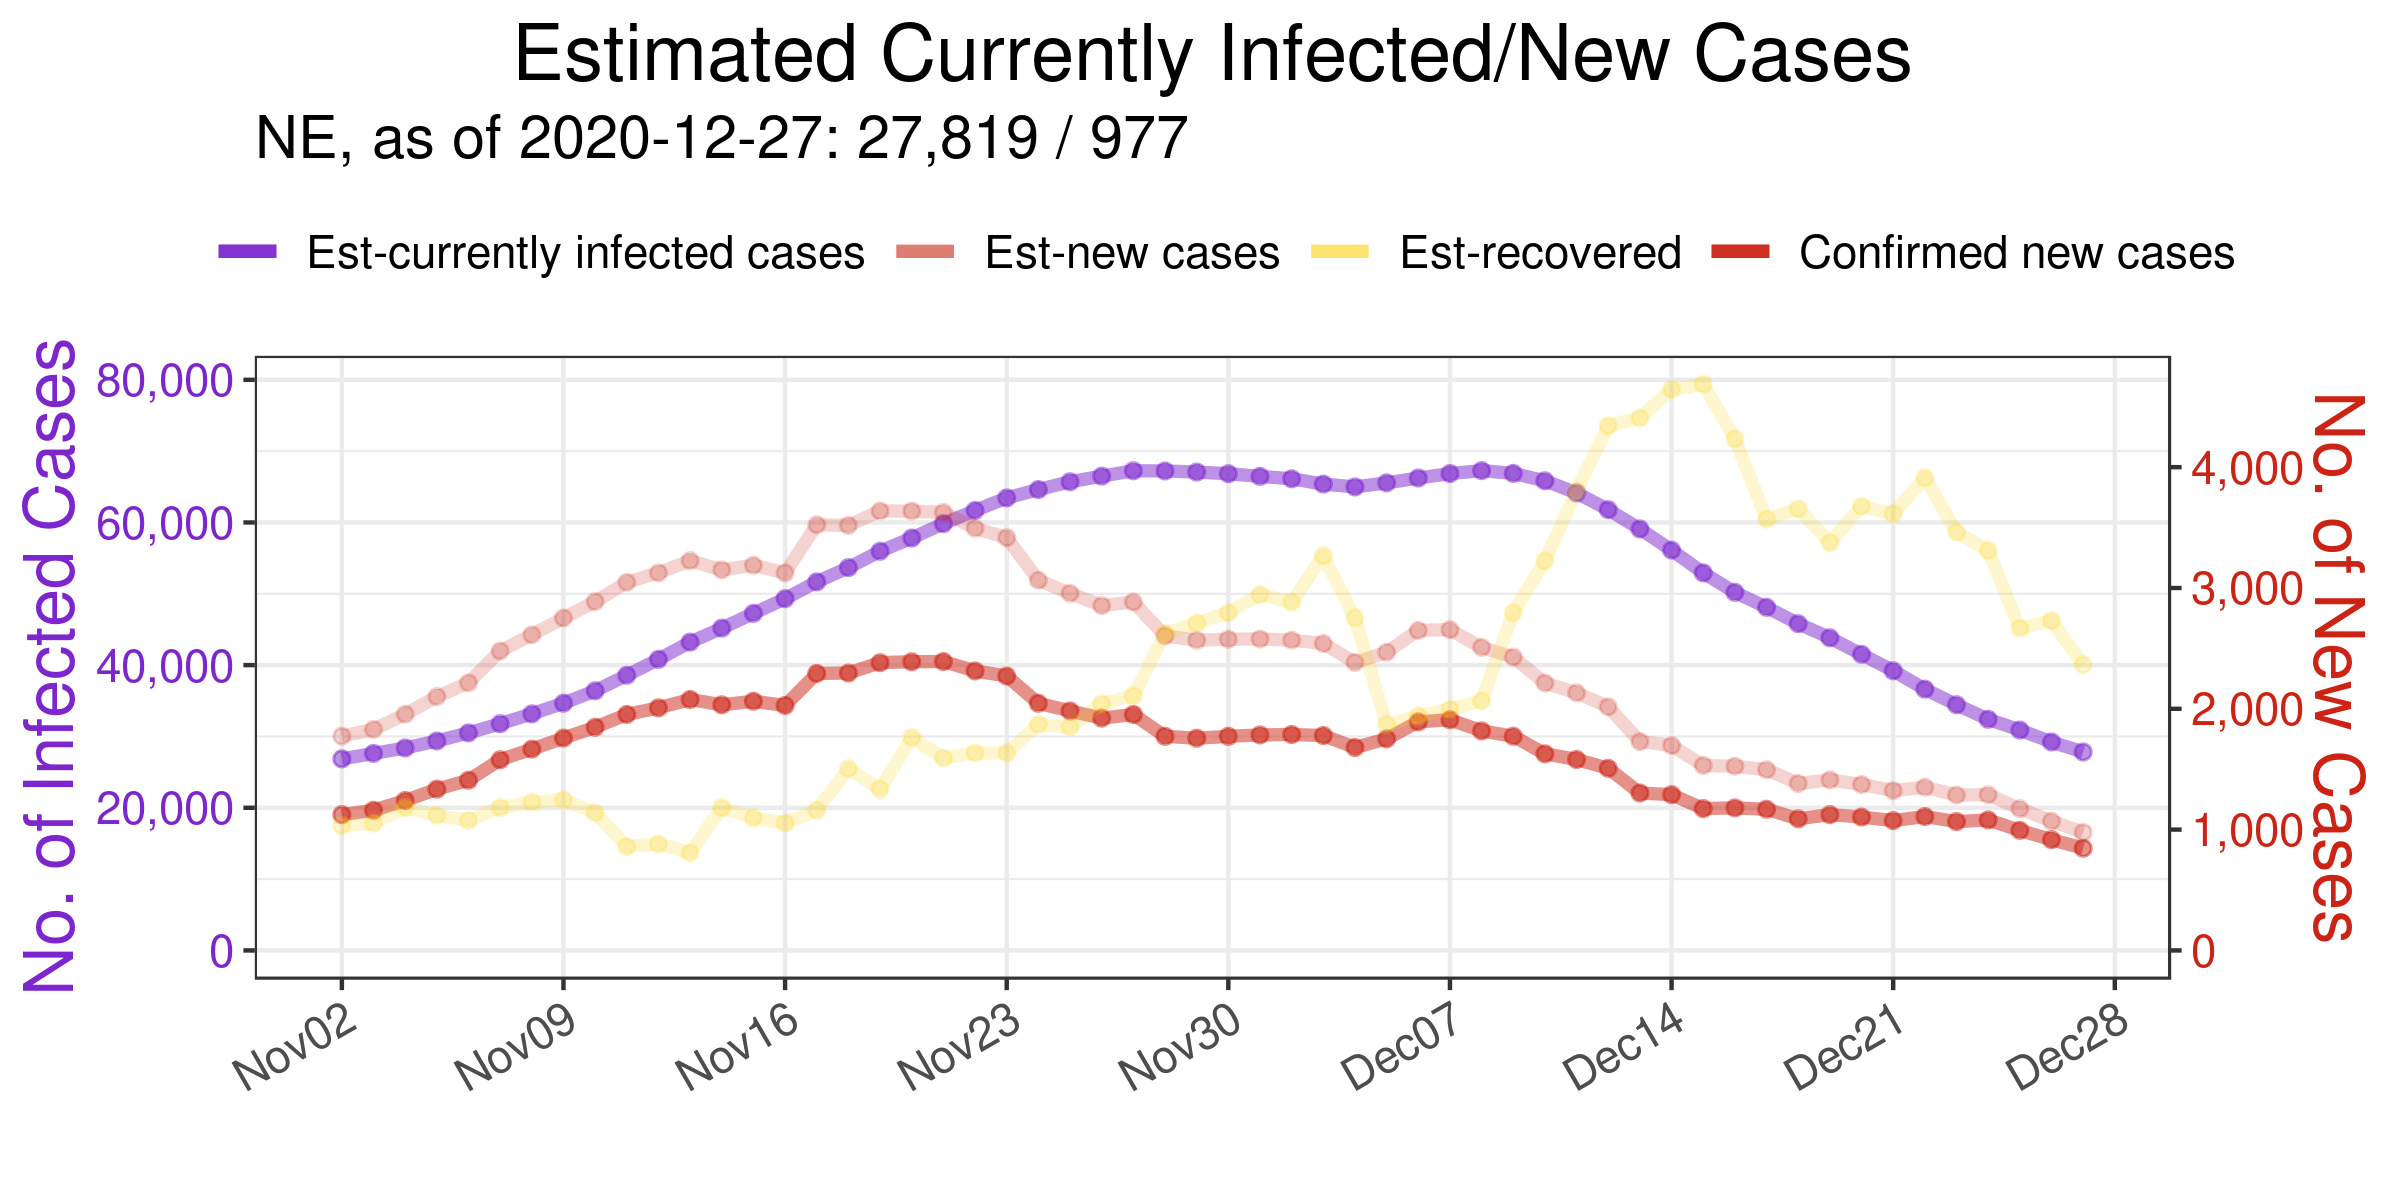 Estimated Currently Infected/New Cases
NE, as of 2020-12-27: 27,819 / 977
Est-currently infected cases Est-new cases Est-recovered Confirmed new cases
No. of Infected Cases
80,000
60,000
40,000
20,000
0
4,000
3,000
2,000
1,000
0
No. of New Cases
Nov02 Nov09 Nov16 Nov23 Nov30 Dec07 Dec14 Dec21 Dec28